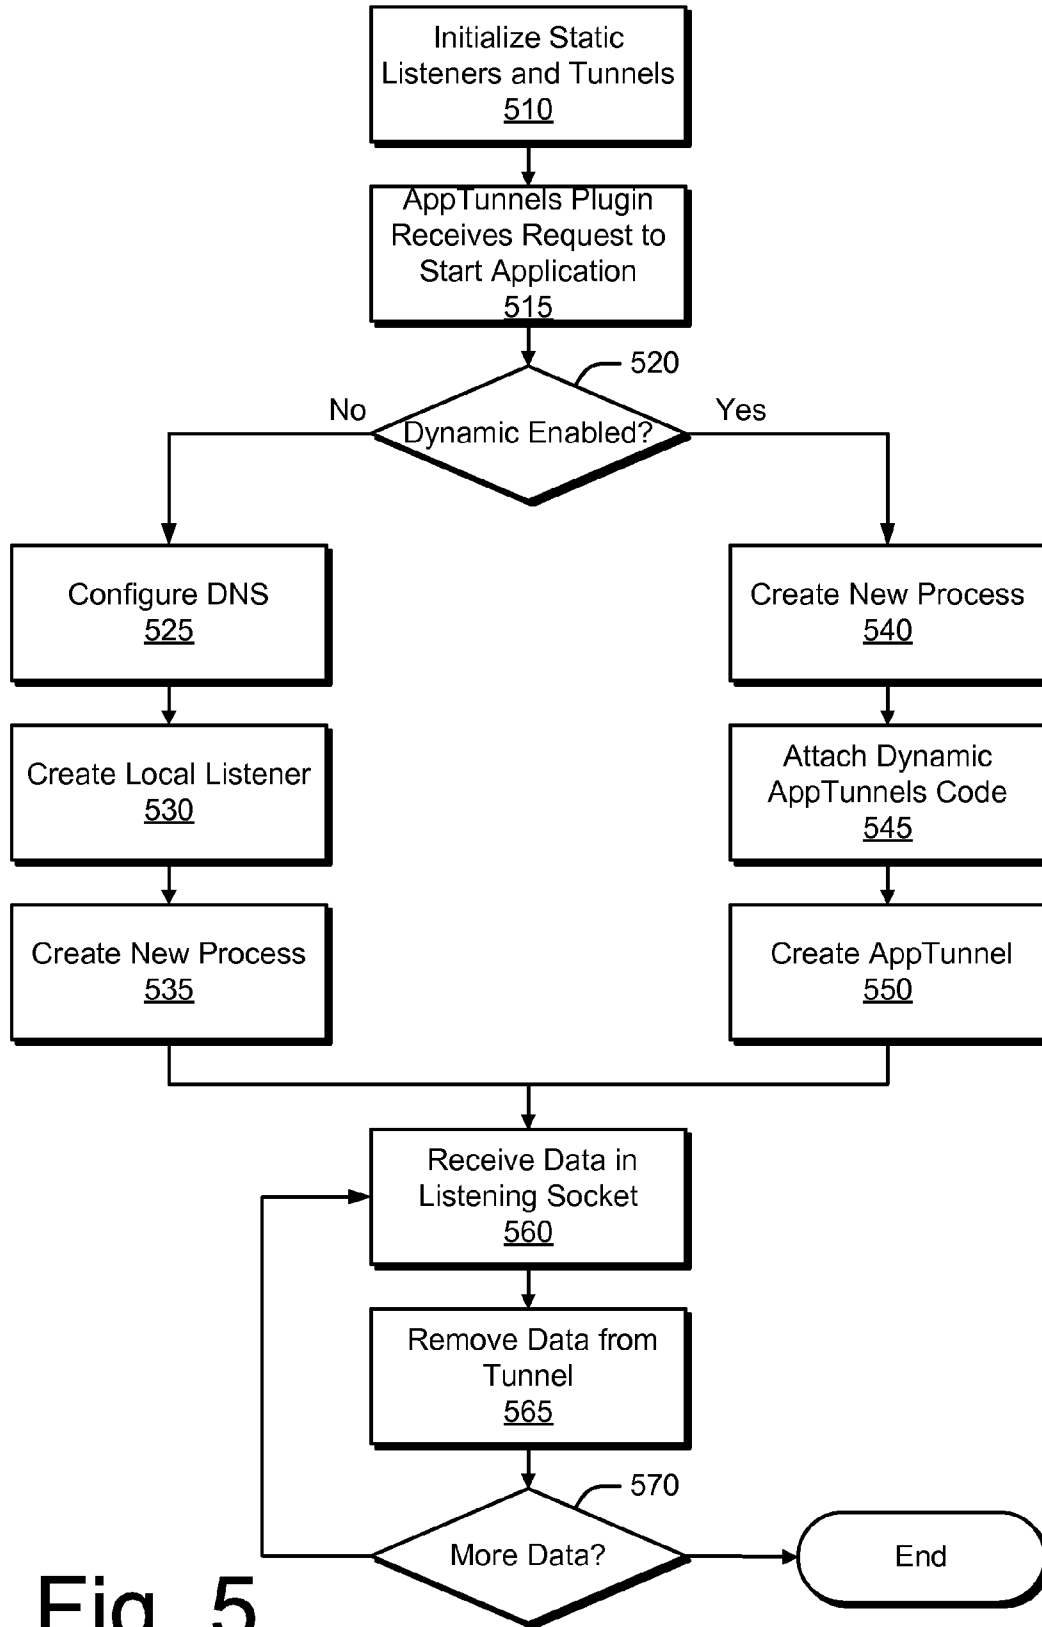 Initialize Static
Listeners and Tunnels
510
AppTunnels Plugin
Receives Request to
Start Application
515
520
No
Yes
Dynamic Enabled?
Configure DNS
525
Create New Process
540
Create Local Listener
530
Attach Dynamic
AppTunnels Code
545
Create New Process
535
Create AppTunnel
550
Receive Data in
Listening Socket
560
Remove Data from
Tunnel
565
570
More Data?
End
Fig. 5